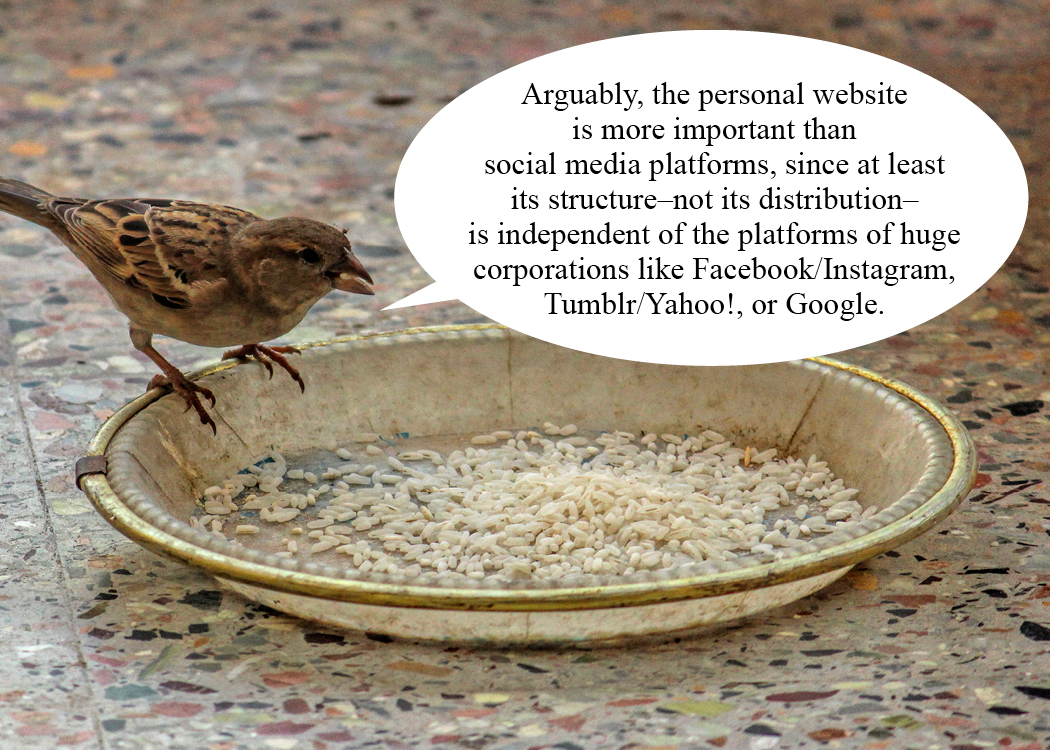 Arguably, the personal website
is more important than
social media platforms, since at least
its structure–not its distribution–
is independent of the platforms of huge
corporations like Facebook/Instagram,
Tumblr/Yahoo!, or Google.